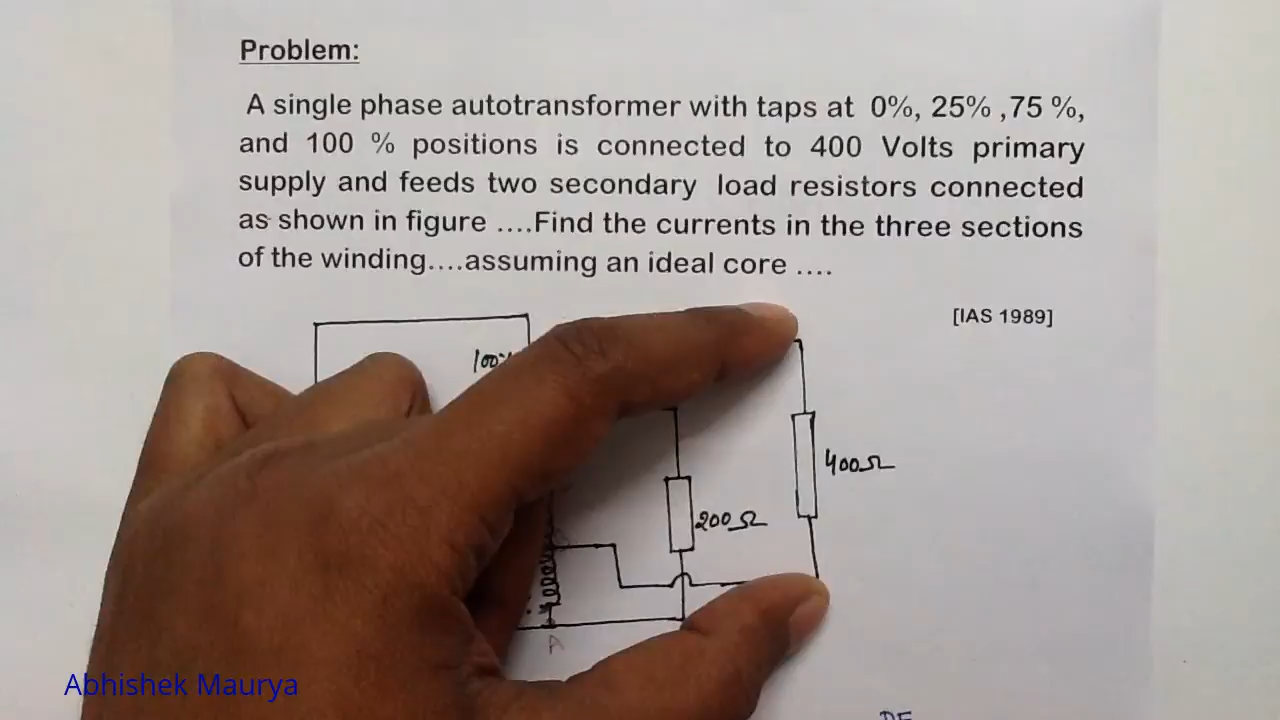 Problem:
A single phase autotransformer with taps at 0%, 25% ,75 %,
and 100 % positions is connected to 400 Volts primary
supply and feeds two secondary load resistors connected
as shown in figure ....Find the currents in the three sections
of the winding....assuming an ideal core ....
[IAS 1989]
100%
400Ω
200Ω
A
Abhishek Maurya